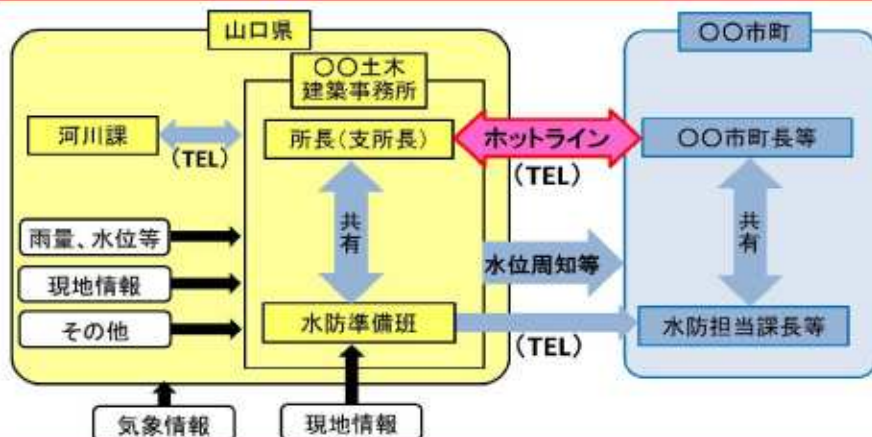 山口県
〇〇市町
〇〇土木
建築事務所
河川課
(TEL)
所長(支所長)
ホットライン
(TEL)
〇〇市町長等
共有
共有
雨量、水位等
現地情報
その他
水位周知等
水防準備班
(TEL)
水防担当課長等
気象情報
現地情報